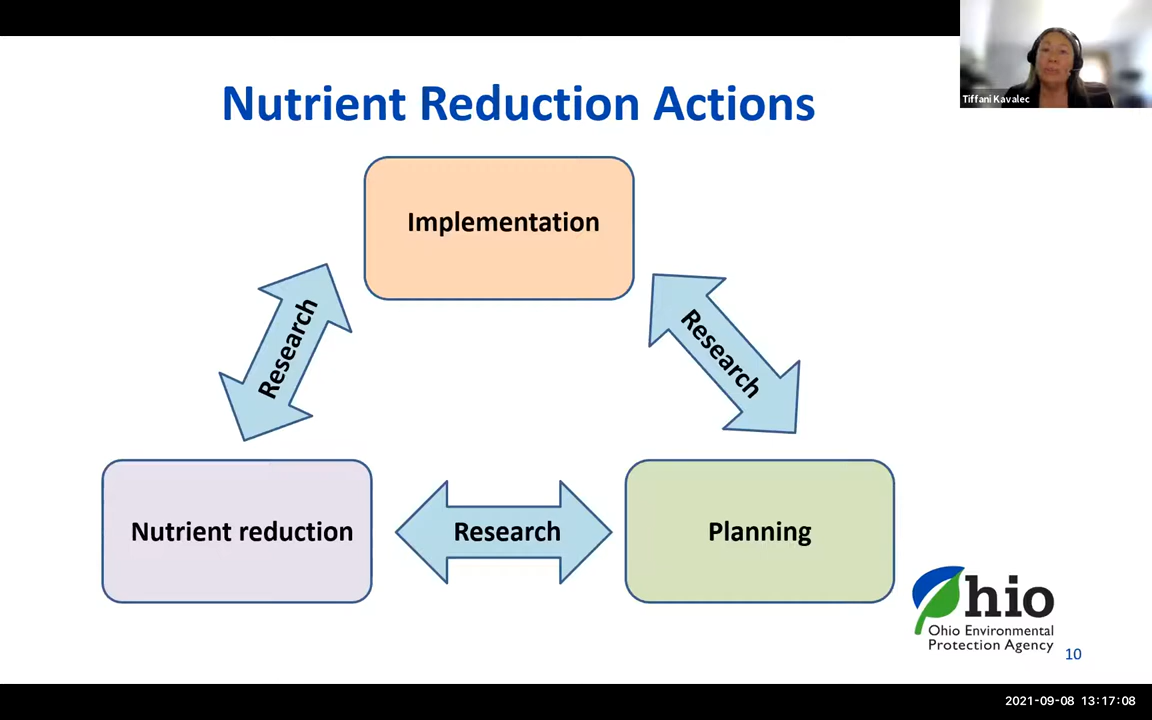 Tiffani Kavalec
Nutrient Reduction Actions
Implementation
Research
Research
Nutrient reduction
Research
Planning
Ohio
Ohio Environmental
Protection Agency
10
2021-09-08 13:17:08